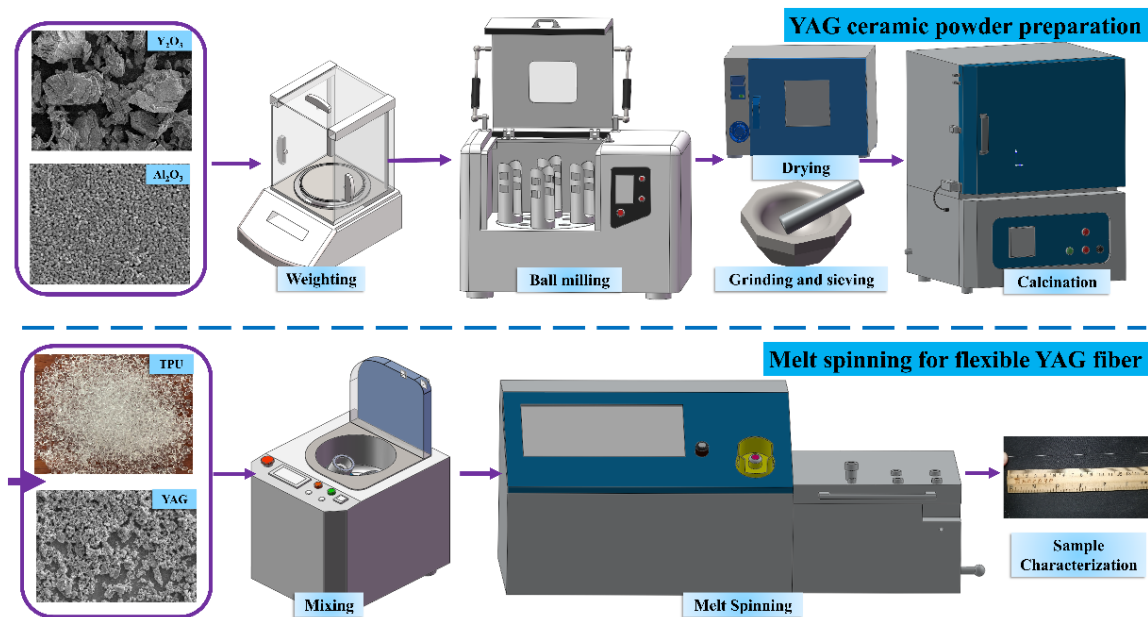 YAG ceramic powder preparation
Y₂O₃
Al₂O₃
Weighting
Ball milling
Drying
Grinding and sieving
Calcination
Melt spinning for flexible YAG fiber
TPU
YAG
Mixing
Melt Spinning
Sample
Characterization